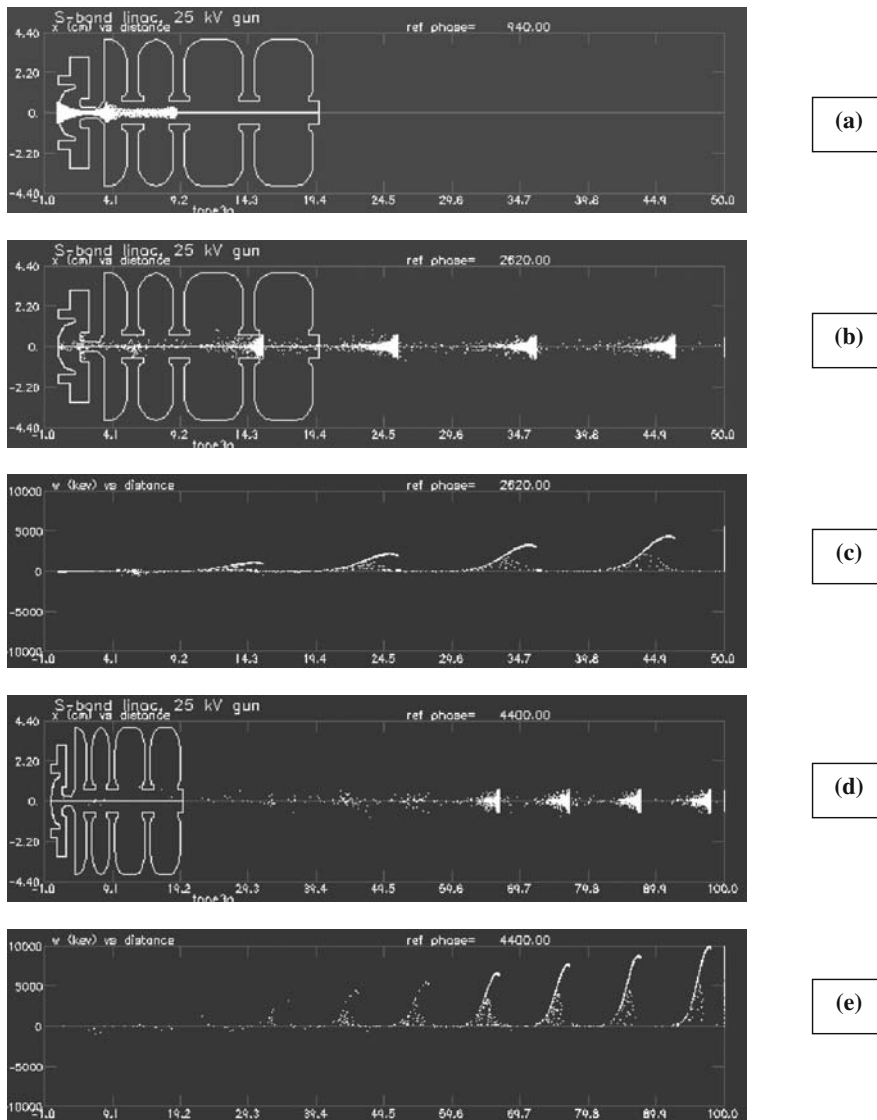 S-band linac, 25 kV gun
x (cm) vs distance ref phase= 940.00
4.40
2.20
0.
-2.20
-4.40
-1.0 4.1 9.2 14.3 19.4 24.5 29.6 34.7 39.8 44.9 50.0
(a)
S-band linac, 25 kV gun
x (cm) vs distance ref phase= 2620.00
4.40
2.20
0.
-2.20
-4.40
-1.0 4.1 9.2 14.3 19.4 24.5 29.6 34.7 39.8 44.9 50.0
(b)
w (kev) vs distance ref phase= 2620.00
10000
5000
0
-5000
-10000
-1.0 4.1 9.2 14.3 19.4 24.5 29.6 34.7 39.8 44.9 50.0
(c)
S-band linac, 25 kV gun
x (cm) vs distance ref phase= 4400.00
4.40
2.20
0.
-2.20
-4.40
-1.0 9.1 19.2 29.3 39.4 49.5 59.6 69.7 79.8 89.9 100.0
(d)
w (kev) vs distance ref phase= 4400.00
10000
5000
0
-5000
-10000
-1.0 9.1 19.2 29.3 39.4 49.5 59.6 69.7 79.8 89.9 100.0
(e)